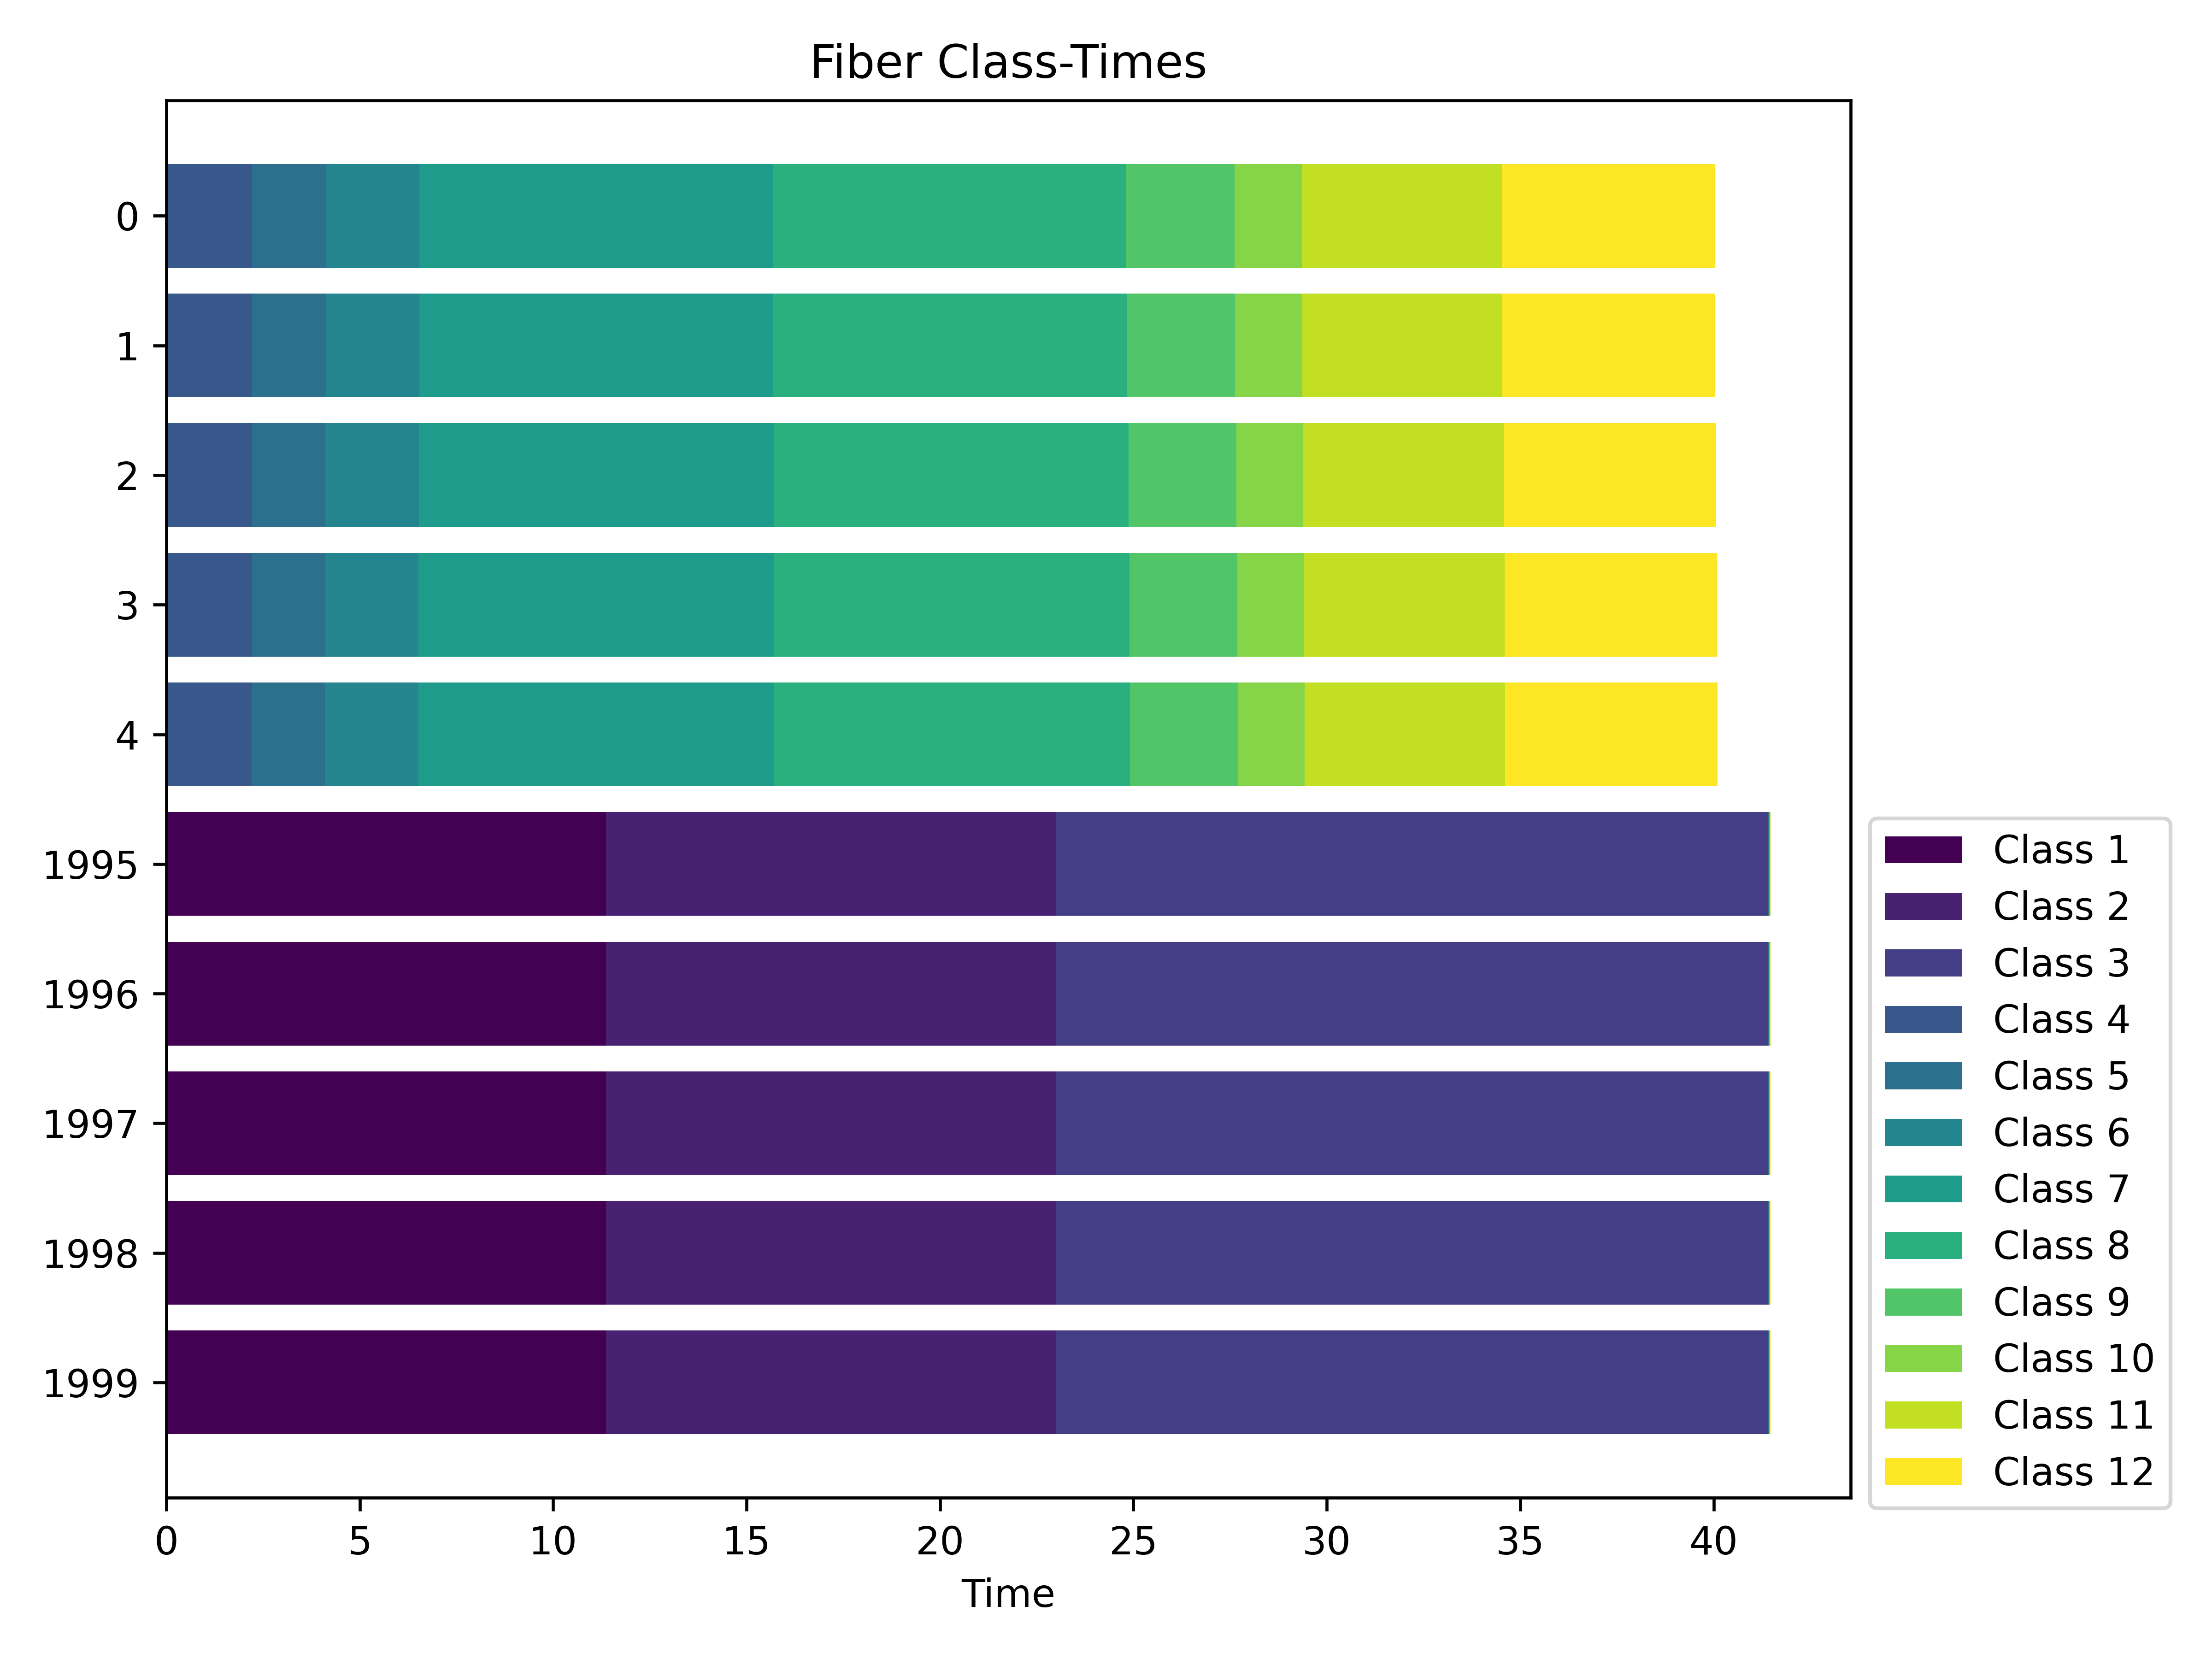 Fiber Class-Times
0
1
2
3
4
1995
1996
1997
1998
1999
0 5 10 15 20 25 30 35 40
Time
Class 1
Class 2
Class 3
Class 4
Class 5
Class 6
Class 7
Class 8
Class 9
Class 10
Class 11
Class 12